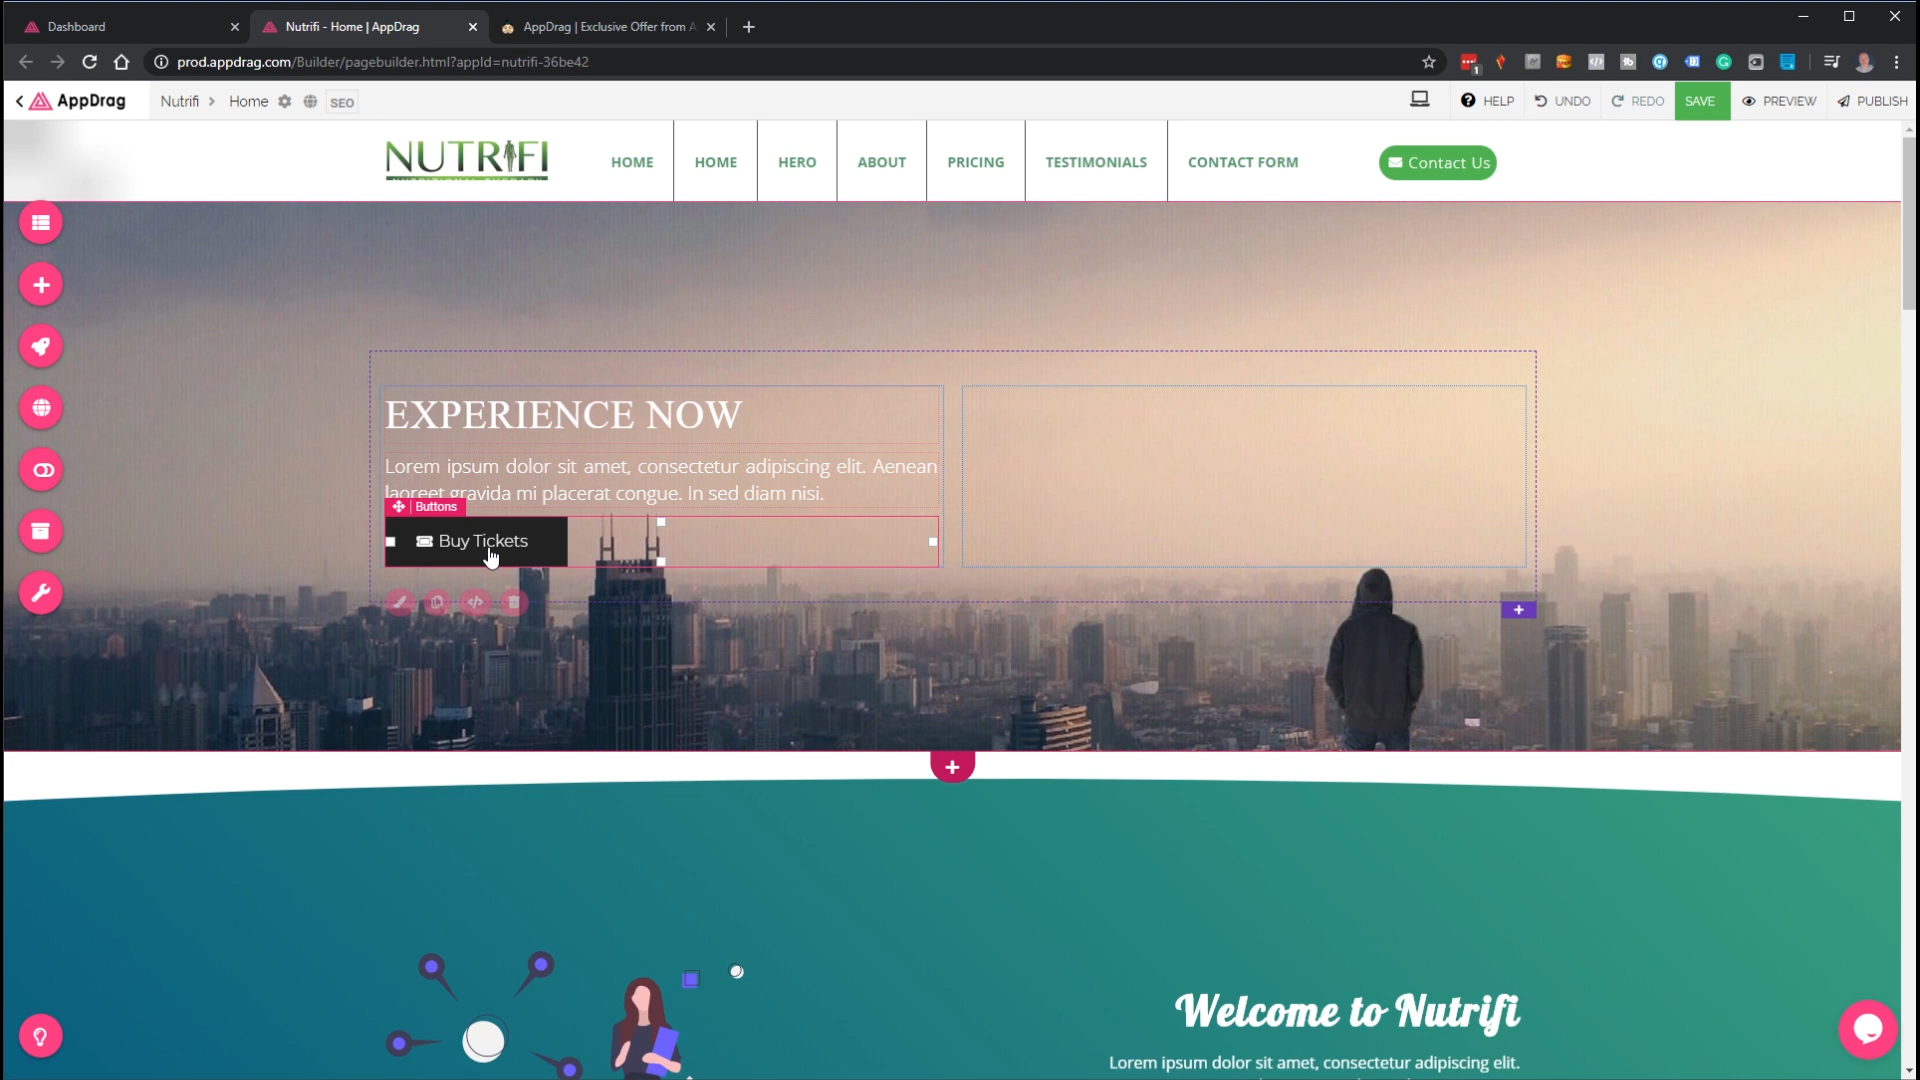 Dashboard
Nutrifi - Home | AppDrag
AppDrag | Exclusive Offer from A
prod.appdrag.com/Builder/pagebuilder.html?appId=nutrifi-36be42
1
AppDrag
Nutrifi > Home
SEO
HELP
UNDO
REDO
SAVE
PREVIEW
PUBLISH
NUTRIFI
HOME
HOME
HERO
ABOUT
PRICING
TESTIMONIALS
CONTACT FORM
Contact Us
EXPERIENCE NOW
Lorem ipsum dolor sit amet, consectetur adipiscing elit. Aenean
laoreet gravida mi placerat congue. In sed diam nisi.
Buttons
Buy Tickets
Welcome to Nutrifi
Lorem ipsum dolor sit amet, consectetur adipiscing elit.